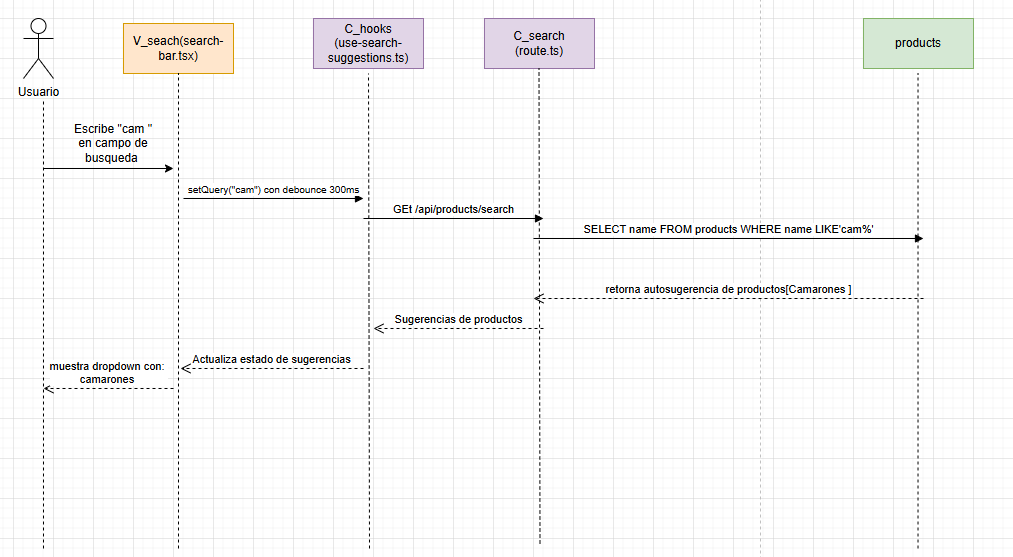 V_seach(search-
bar.tsx)
C_hooks
(use-search-
suggestions.ts)
C_search
(route.ts)
products
Usuario
Escribe "cam "
en campo de
busqueda
setQuery("cam") con debounce 300ms
GEt /api/products/search
SELECT name FROM products WHERE name LIKE'cam%'
retorna autosugerencia de productos[Camarones ]
Sugerencias de productos
Actualiza estado de sugerencias
muestra dropdown con:
camarones